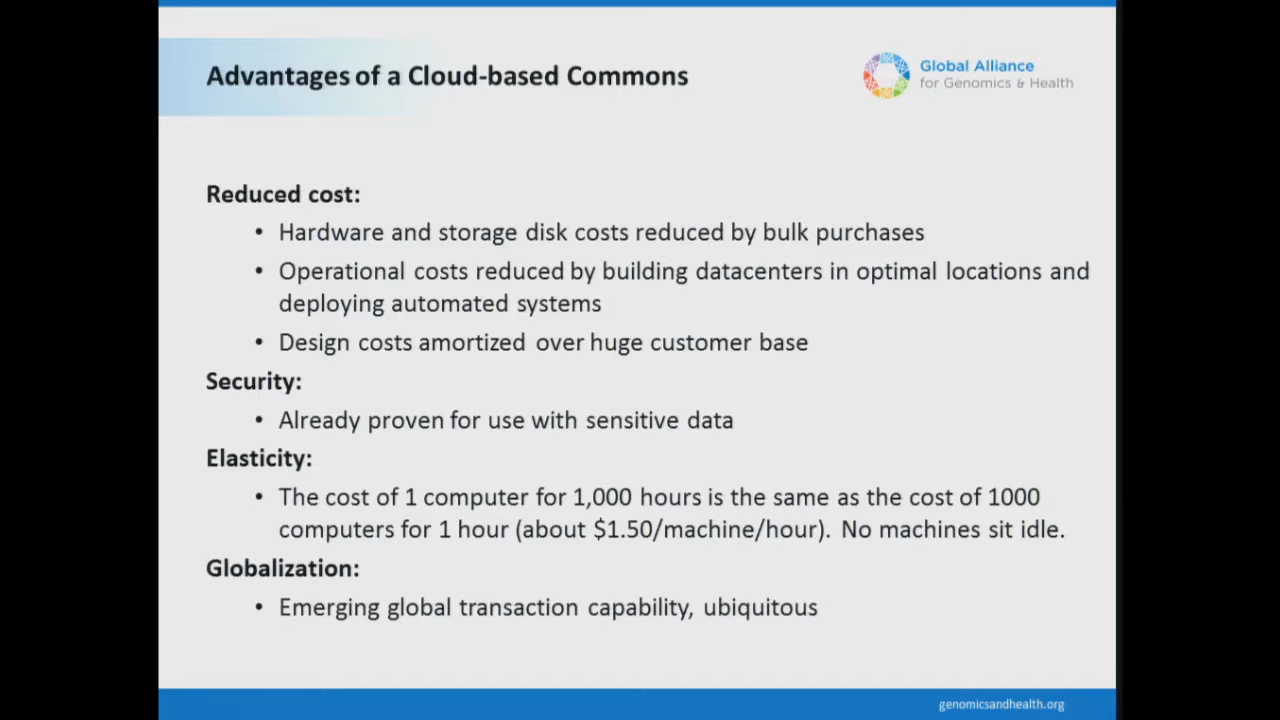 Advantages of a Cloud-based Commons
Global Alliance
for Genomics & Health
Reduced cost:
• Hardware and storage disk costs reduced by bulk purchases
• Operational costs reduced by building datacenters in optimal locations and
deploying automated systems
• Design costs amortized over huge customer base
Security:
• Already proven for use with sensitive data
Elasticity:
• The cost of 1 computer for 1,000 hours is the same as the cost of 1000
computers for 1 hour (about $1.50/machine/hour). No machines sit idle.
Globalization:
• Emerging global transaction capability, ubiquitous
genomicsandhealth.org